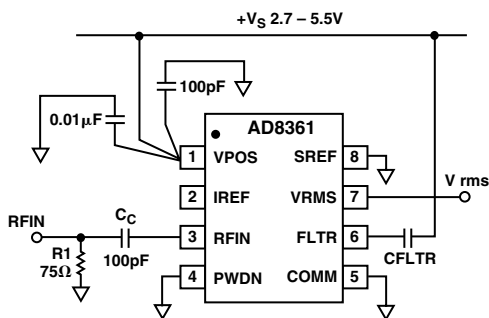 +VS 2.7 – 5.5V
100pF
0.01µF
AD8361
1 VPOS SREF 8
V rms
2 IREF VRMS 7
RFIN
CC
3 RFIN FLTR 6
R1
75Ω
100pF
CFLTR
4 PWDN COMM 5